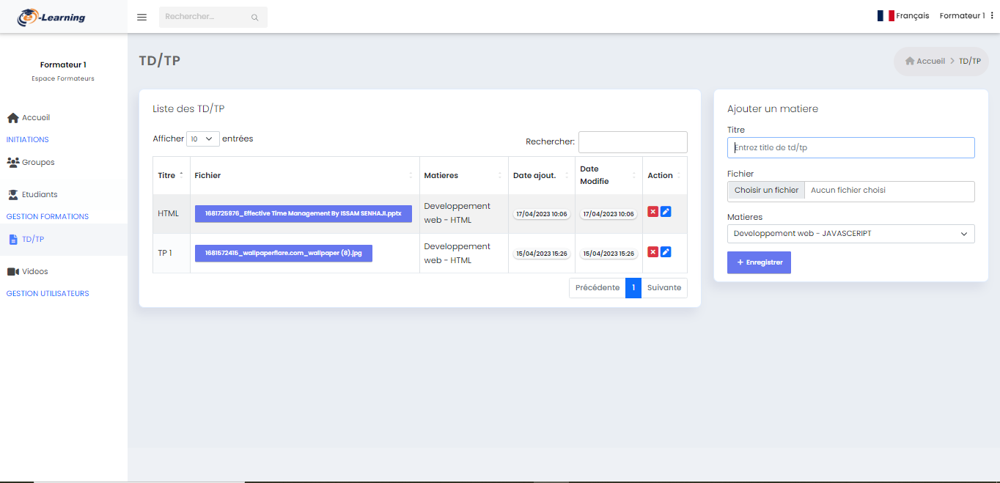 e-Learning
Rechercher...
Français
Formateur 1
Formateur 1
Espace Formateurs
Accueil
INITIATIONS
Groupes
Etudiants
GESTION FORMATIONS
TD/TP
Videos
GESTION UTILISATEURS
TD/TP
Accueil > TD/TP
Liste des TD/TP
Afficher 10 entrées
Rechercher:
Titre Fichier Matieres Date ajout. Date Modifie Action
HTML 1681725976_Effective Time Management By ISSAM SENHAJI.pptx Developpement web - HTML 17/04/2023 10:06 17/04/2023 10:06
TP 1 1681572415_wallpaperflare.com_wallpaper (8).jpg Developpement web - HTML 15/04/2023 15:26 15/04/2023 15:26
Précédente 1 Suivante
Ajouter un matiere
Titre
Entrez title de td/tp
Fichier
Choisir un fichier Aucun fichier choisi
Matieres
Developpement web - JAVASCERIPT
+ Enregistrer